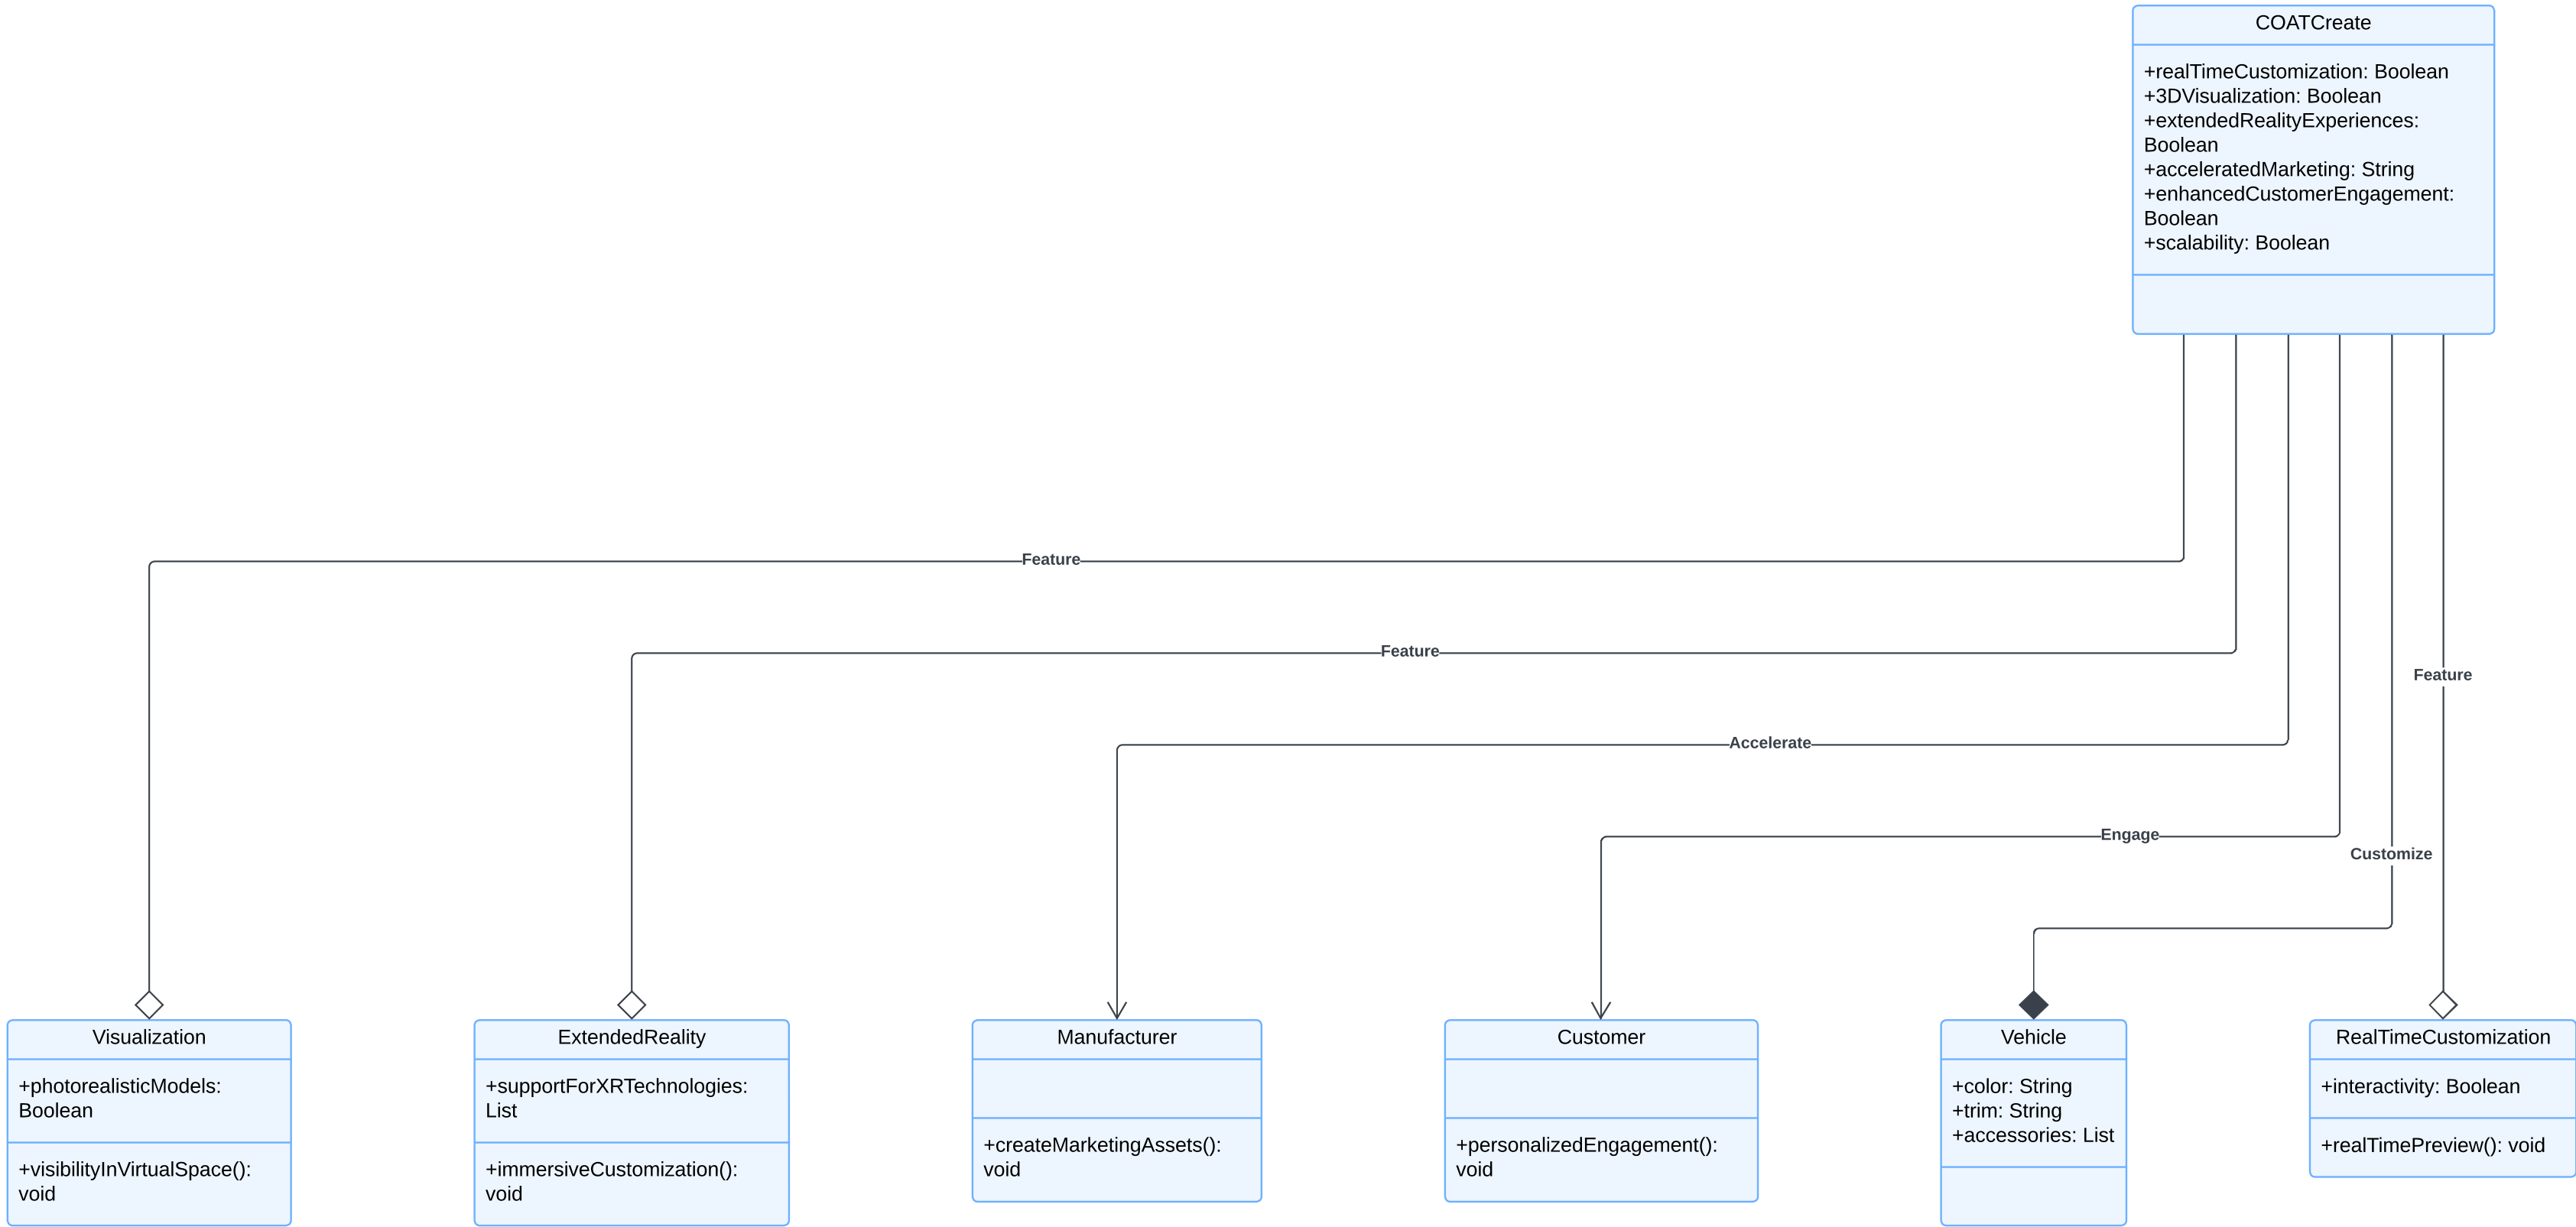 COATCreate
+realTimeCustomization: Boolean
+3DVisualization: Boolean
+extendedRealityExperiences:
Boolean
+acceleratedMarketing: String
+enhancedCustomerEngagement:
Boolean
+scalability: Boolean
Feature
Feature
Feature
Accelerate
Engage
Customize
Visualization
+photorealisticModels:
Boolean
+visibilityInVirtualSpace():
void
ExtendedReality
+supportForXRTechnologies:
List
+immersiveCustomization():
void
Manufacturer
+createMarketingAssets():
void
Customer
+personalizedEngagement():
void
Vehicle
+color: String
+trim: String
+accessories: List
RealTimeCustomization
+interactivity: Boolean
+realTimePreview(): void